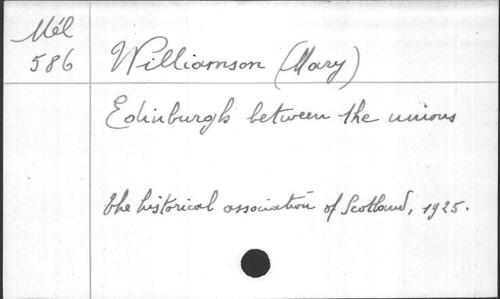 Mél
586
Williamson (Mary)
Edinburgh between the unions
the historical association of Scotland, 1925.